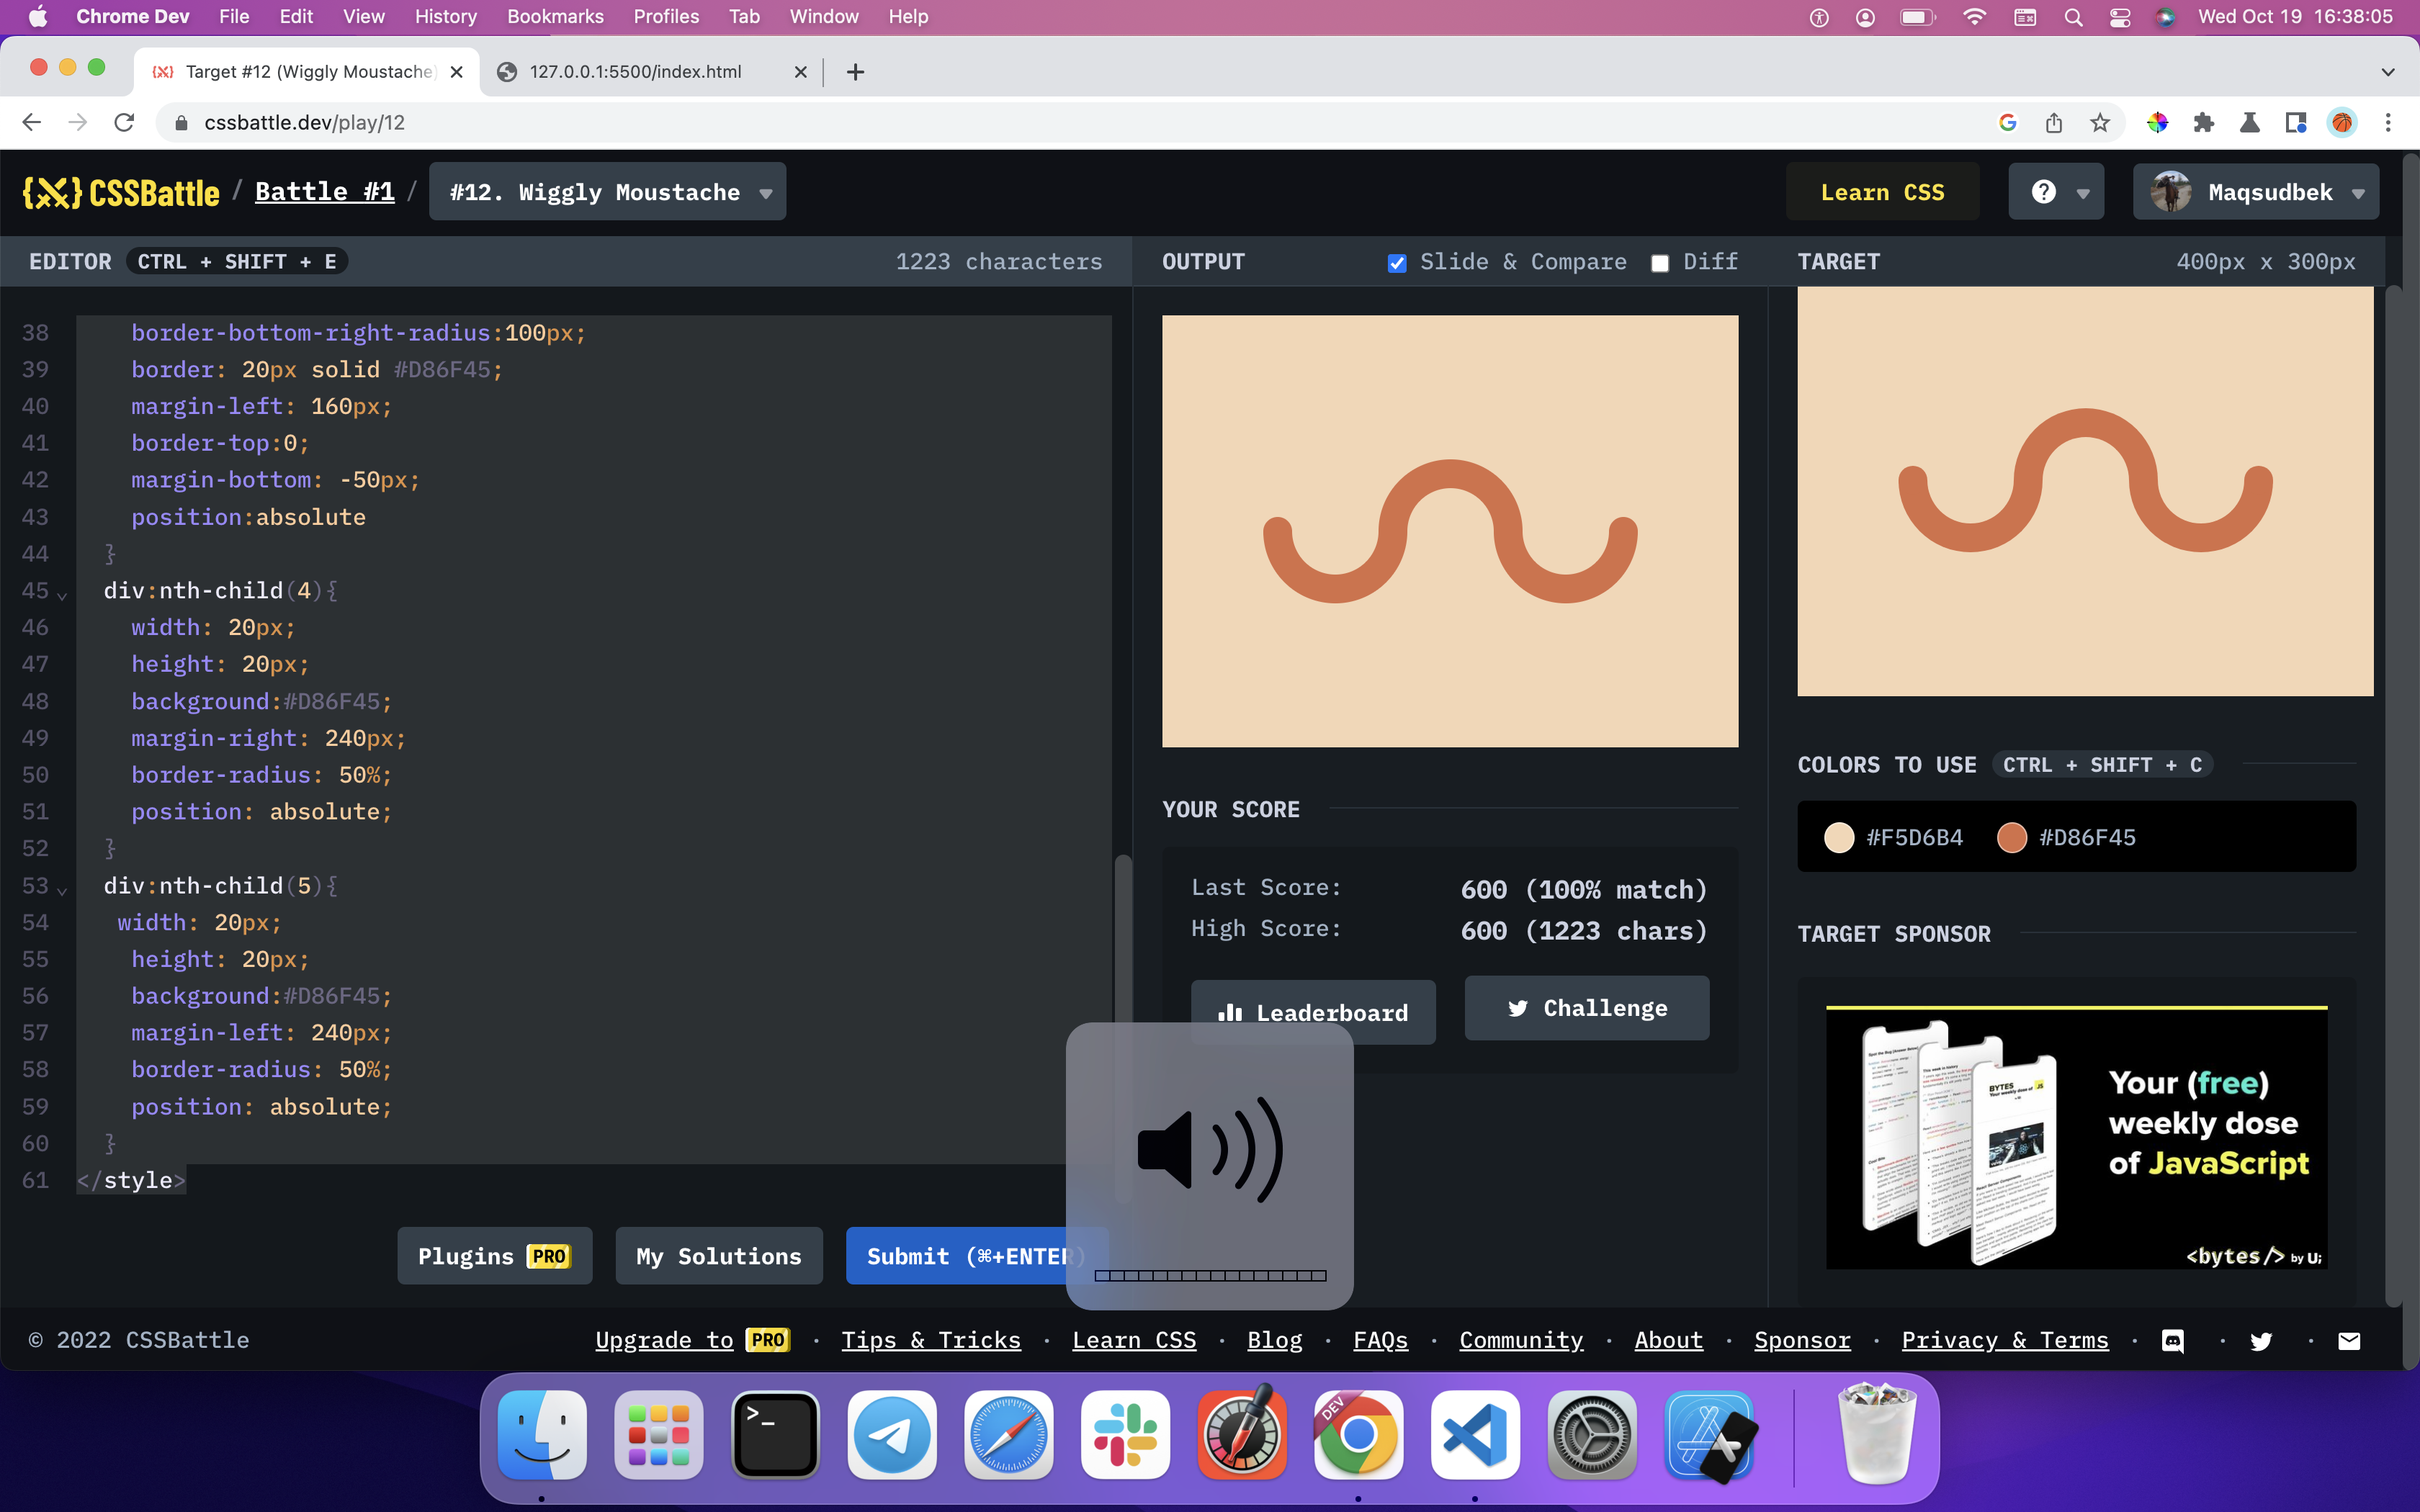 Chrome Dev File Edit View History Bookmarks Profiles Tab Window Help Wed Oct 19 16:38:05
Target #12 (Wiggly Moustache) 127.0.0.1:5500/index.html
cssbattle.dev/play/12
{X} CSSBattle / Battle #1 / #12. Wiggly Moustache Learn CSS ? Maqsudbek
EDITOR CTRL + SHIFT + E 1223 characters OUTPUT Slide & Compare Diff TARGET 400px x 300px
38 border-bottom-right-radius:100px;
39 border: 20px solid #D86F45;
40 margin-left: 160px;
41 border-top:0;
42 margin-bottom: -50px;
43 position:absolute
44 }
45 div:nth-child(4){
46 width: 20px;
47 height: 20px;
48 background:#D86F45;
49 margin-right: 240px;
50 border-radius: 50%;
51 position: absolute;
52 }
53 div:nth-child(5){
54 width: 20px;
55 height: 20px;
56 background:#D86F45;
57 margin-left: 240px;
58 border-radius: 50%;
59 position: absolute;
60 }
61 </style>
Plugins PRO My Solutions Submit (⌘+ENTER)
YOUR SCORE
Last Score: 600 (100% match)
High Score: 600 (1223 chars)
Leaderboard Challenge
COLORS TO USE CTRL + SHIFT + C
#F5D6B4 #D86F45
TARGET SPONSOR
Your (free)
weekly dose
of JavaScript
BYTES
<bytes/> by U;
© 2022 CSSBattle Upgrade to PRO · Tips & Tricks · Learn CSS · Blog · FAQs · Community · About · Sponsor · Privacy & Terms
>_
DEV